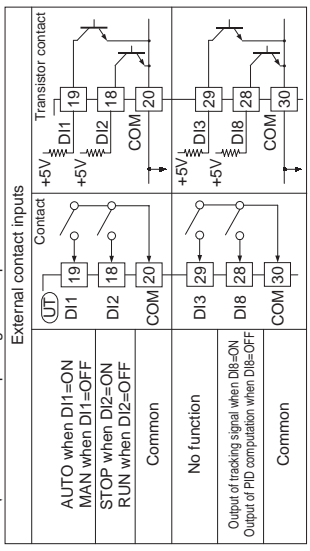 External contact inputs
Contact
Transistor contact
AUTO when DI1=ON
MAN when DI1=OFF
STOP when DI2=ON
RUN when DI2=OFF
Common
UT
DI1
19
DI2
18
COM
20
+5V
DI1
19
+5V
DI2
18
COM
20
No function
Output of tracking signal when DI8=ON
Output of PID computation when DI8=OFF
Common
DI3
29
DI8
28
COM
30
+5V
DI3
29
+5V
DI8
28
COM
30